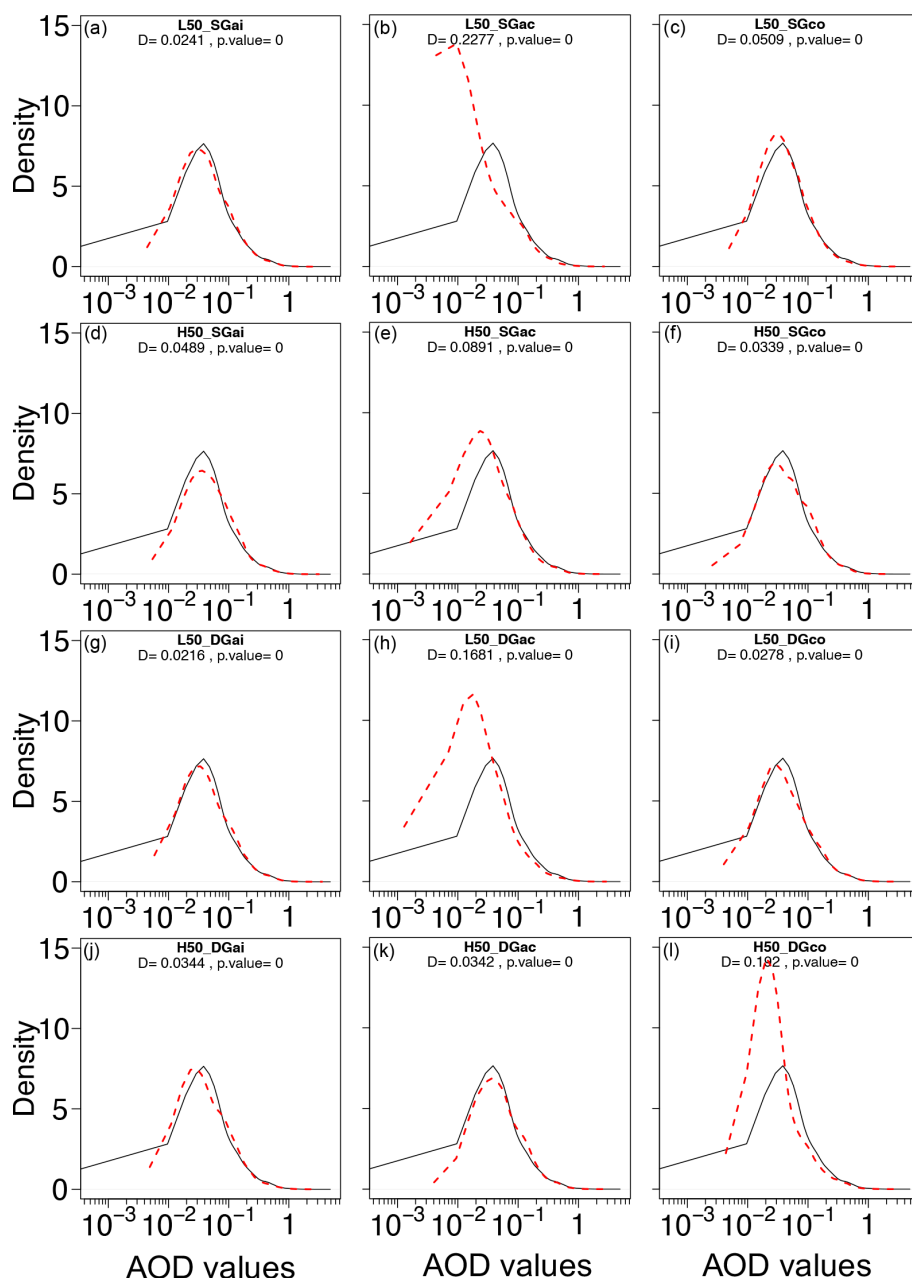 (a) L50_SGai
D= 0.0241 , p.value= 0
(b) L50_SGac
D= 0.2277 , p.value= 0
(c) L50_SGco
D= 0.0509 , p.value= 0
15
10
5
0
Density
10−3 10−2 10−1 1
10−3 10−2 10−1 1
10−3 10−2 10−1 1
(d) H50_SGai
D= 0.0489 , p.value= 0
(e) H50_SGac
D= 0.0891 , p.value= 0
(f) H50_SGco
D= 0.0339 , p.value= 0
15
10
5
0
Density
10−3 10−2 10−1 1
10−3 10−2 10−1 1
10−3 10−2 10−1 1
(g) L50_DGai
D= 0.0216 , p.value= 0
(h) L50_DGac
D= 0.1681 , p.value= 0
(i) L50_DGco
D= 0.0278 , p.value= 0
15
10
5
0
Density
10−3 10−2 10−1 1
10−3 10−2 10−1 1
10−3 10−2 10−1 1
(j) H50_DGai
D= 0.0344 , p.value= 0
(k) H50_DGac
D= 0.0342 , p.value= 0
(l) H50_DGco
D= 0.192 , p.value= 0
15
10
5
0
Density
10−3 10−2 10−1 1
10−3 10−2 10−1 1
10−3 10−2 10−1 1
AOD values
AOD values
AOD values